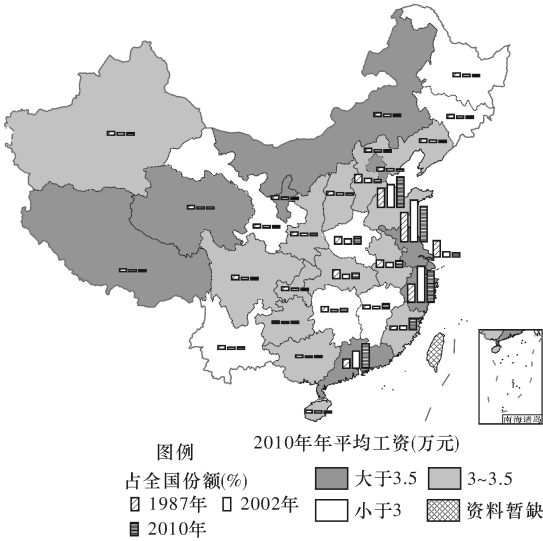 南海诸岛
图例
占全国份额(%)
1987年 2002年
2010年
2010年年平均工资(万元)
大于3.5 3~3.5
小于3 资料暂缺